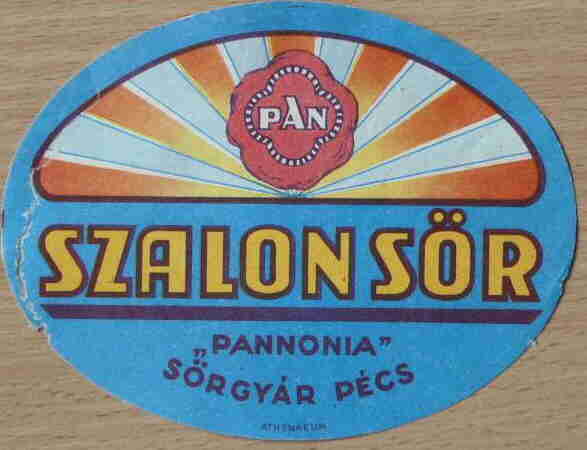 PAN
SZALON SÖR
„PANNONIA”
SÖRGYÁR PÉCS
ATHENAEUM